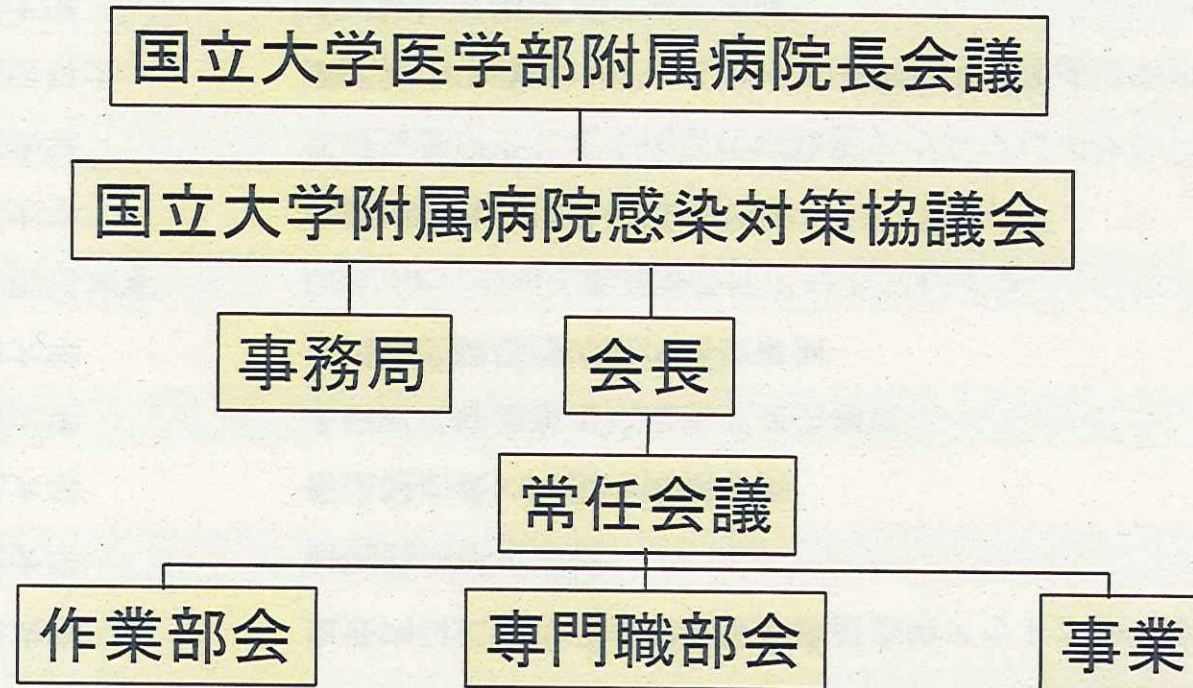 国立大学医学部附属病院長会議
国立大学附属病院感染対策協議会
事務局
会長
常任会議
作業部会
専門職部会
事業